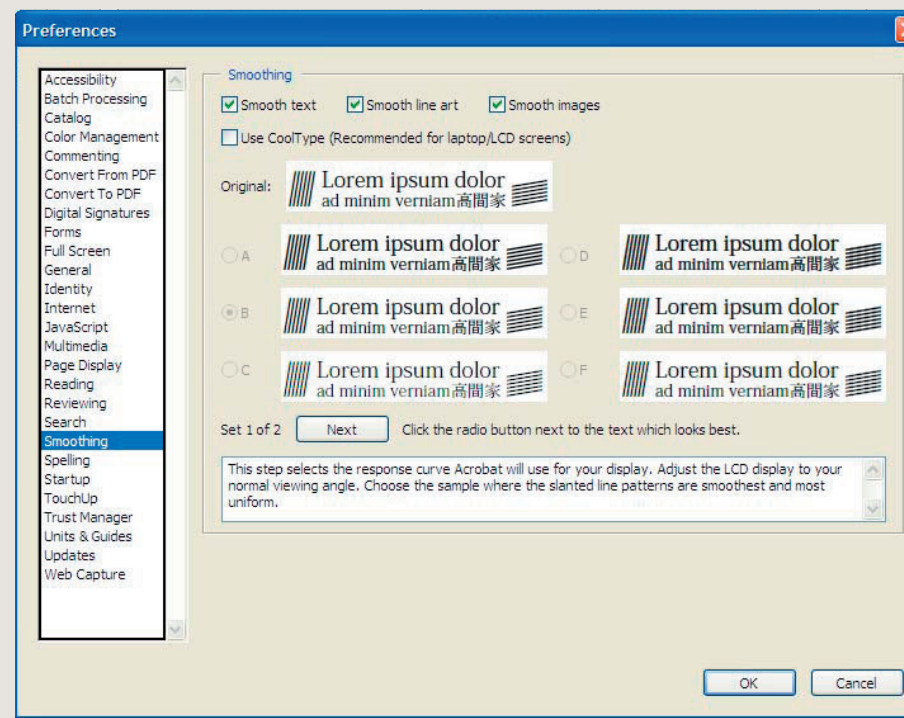 Preferences
Accessibility
Batch Processing
Catalog
Color Management
Commenting
Convert From PDF
Convert To PDF
Digital Signatures
Forms
Full Screen
General
Identity
Internet
JavaScript
Multimedia
Page Display
Reading
Reviewing
Search
Smoothing
Spelling
Startup
TouchUp
Trust Manager
Units & Guides
Updates
Web Capture
Smoothing
Smooth text Smooth line art Smooth images
Use CoolType (Recommended for laptop/LCD screens)
Original:
Lorem ipsum dolor
ad minim verniam高間家
A
Lorem ipsum dolor
ad minim verniam高間家
D
Lorem ipsum dolor
ad minim verniam高間家
B
Lorem ipsum dolor
ad minim verniam高間家
E
Lorem ipsum dolor
ad minim verniam高間家
C
Lorem ipsum dolor
ad minim verniam高間家
F
Lorem ipsum dolor
ad minim verniam高間家
Set 1 of 2 Next Click the radio button next to the text which looks best.
This step selects the response curve Acrobat will use for your display. Adjust the LCD display to your
normal viewing angle. Choose the sample where the slanted line patterns are smoothest and most
uniform.
OK Cancel